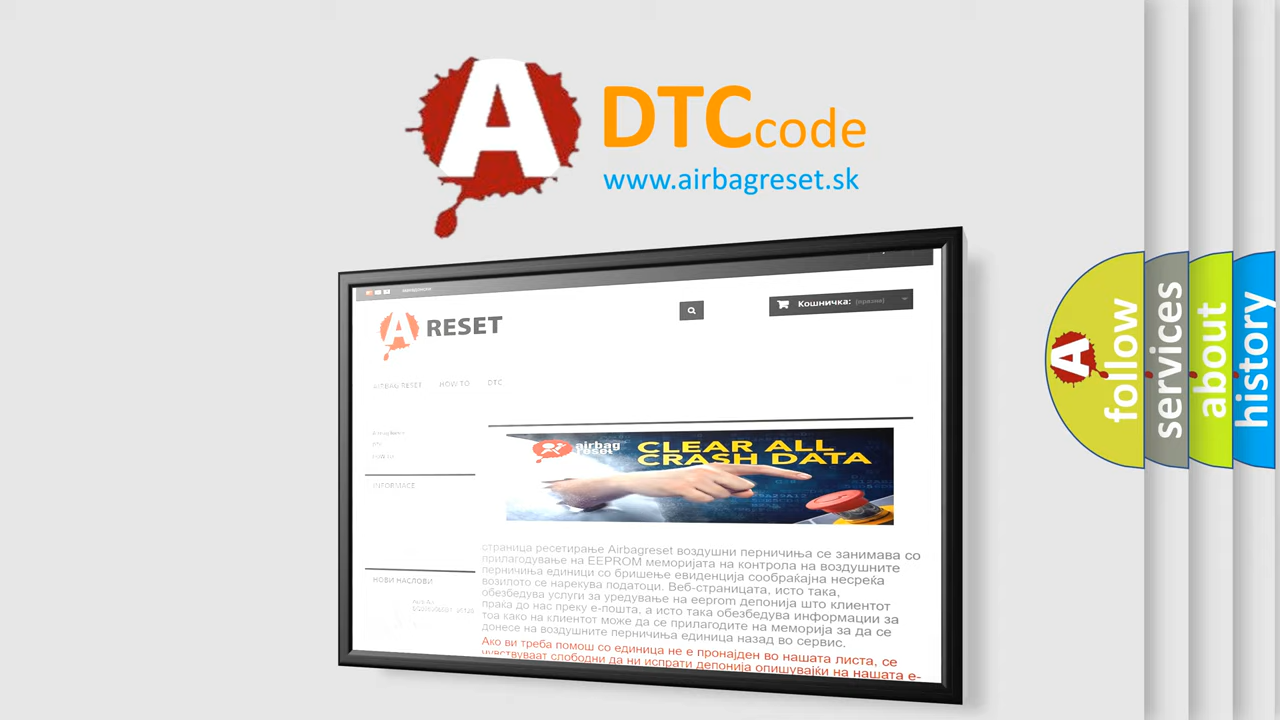 A
DTCcode
www.airbagreset.sk
Кошничка: (празни)
A RESET
AIRBAG RESET HOW TO DTC
airbag
reset
CLEAR ALL
CRASH DATA
INFORMACE
НОВИ НАСЛОВИ
страница ресетирање Airbagreset воздушни перничиња се занимава со
прилагодување на EEPROM меморијата на контрола на воздушните
перничиња единици со бришење евиденција сообраќајна несреќа
возилото се нарекува податоци. Веб-страницата, исто така,
обезбедува услуги за уредување на eeprom депонија што клиентот
праќа до нас преку е-пошта, а исто така обезбедува информации за
тоа како на клиентот може да се прилагодите на меморија за да се
донесе на воздушните перничиња единица назад во сервис.
Ако ви треба помош со единица не е пронајден во нашата листа, се
чувствуваат слободни да ни испрати депонија опишувајќи на нашата е-
A
follow
services
about
history